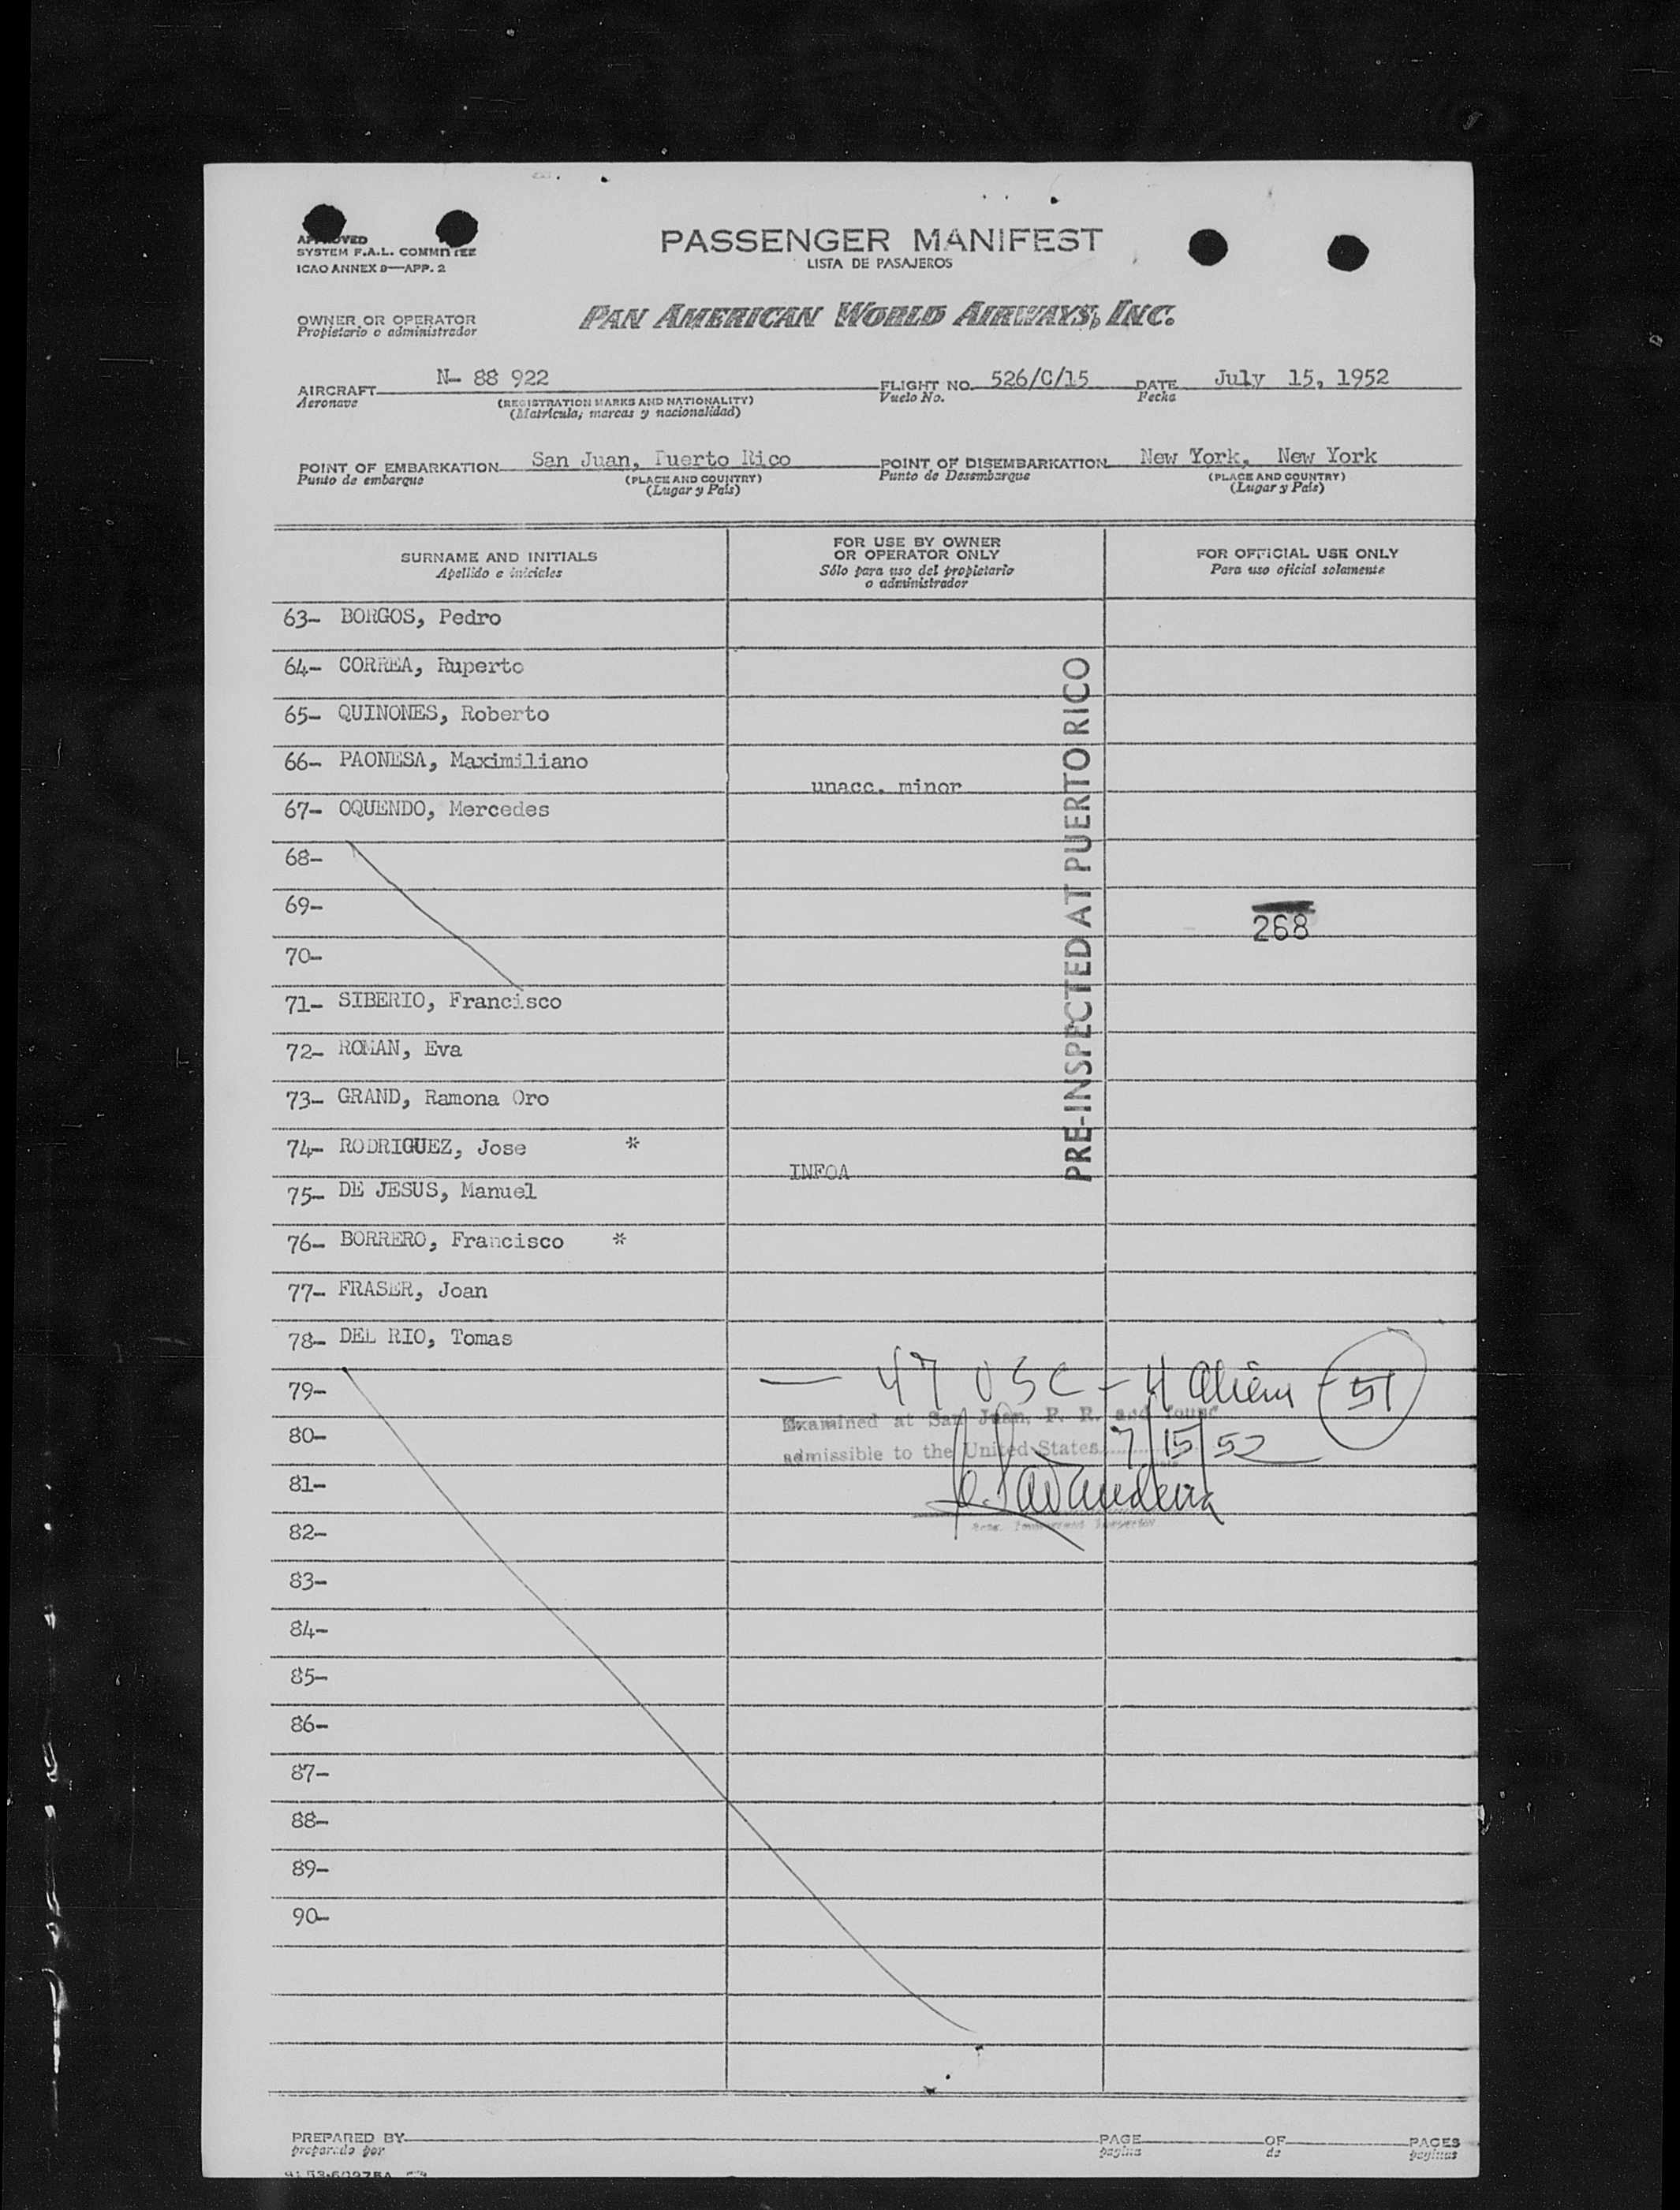 APPROVED
SYSTEM F.A.L. COMMITTEE
ICAO ANNEX 9—APP. 2
PASSENGER MANIFEST
LISTA DE PASAJEROS
OWNER OR OPERATOR
Propietario o administrador
PAN AMERICAN WORLD AIRWAYS, INC.
AIRCRAFT N- 88 922 FLIGHT NO. 526/C/15 DATE July 15, 1952
Aeronave (REGISTRATION MARKS AND NATIONALITY) Vuelo No. Fecha
(Matrícula, marcas y nacionalidad)
POINT OF EMBARKATION San Juan, Puerto Rico POINT OF DISEMBARKATION New York, New York
Punto de embarque (PLACE AND COUNTRY) Punto de Desembarque (PLACE AND COUNTRY)
(Lugar y País) (Lugar y País)
SURNAME AND INITIALS
Apellido e iniciales
FOR USE BY OWNER
OR OPERATOR ONLY
Sólo para uso del propietario
o administrador
FOR OFFICIAL USE ONLY
Para uso oficial solamente
63- BORGOS, Pedro
64- CORREA, Ruperto
65- QUINONES, Roberto
66- PAONESA, Maximiliano
unacc. minor
67- OQUENDO, Mercedes
68-
69-
268
70-
71- SIBERIO, Francisco
72- ROMAN, Eva
73- GRAND, Ramona Oro
74- RODRIGUEZ, Jose *
INFOA
75- DE JESUS, Manuel
76- BORRERO, Francisco *
77- FRASER, Joan
78- DEL RIO, Tomas
PRE-INSPECTED AT PUERTO RICO
79-
— 47 USC - 4 Alien - 51
Examined at San Juan, P. R. and found
80-
admissible to the United States 7/15/52
81-
82-
83-
84-
85-
86-
87-
88-
89-
90-
PREPARED BY PAGE OF PAGES
preparado por pagina de paginas